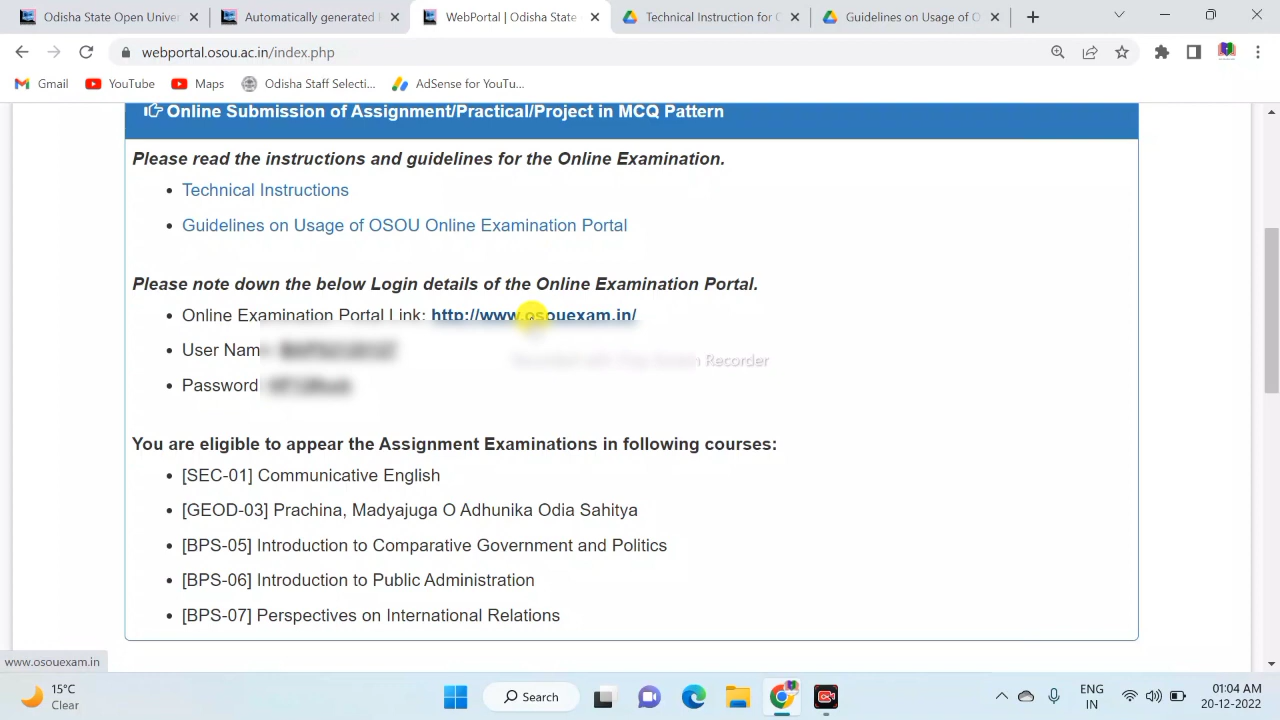 Odisha State Open Univer
Automatically generated
WebPortal | Odisha State
Technical Instruction for O
Guidelines on Usage of O
webportal.osou.ac.in/index.php
Gmail
YouTube
Maps
Odisha Staff Selecti...
AdSense for YouTu...
Online Submission of Assignment/Practical/Project in MCQ Pattern
Please read the instructions and guidelines for the Online Examination.
Technical Instructions
Guidelines on Usage of OSOU Online Examination Portal
Please note down the below Login details of the Online Examination Portal.
Online Examination Portal Link: http://www.osouexam.in/
User Nam
Recorder
Password
You are eligible to appear the Assignment Examinations in following courses:
[SEC-01] Communicative English
[GEOD-03] Prachina, Madyajuga O Adhunika Odia Sahitya
[BPS-05] Introduction to Comparative Government and Politics
[BPS-06] Introduction to Public Administration
[BPS-07] Perspectives on International Relations
www.osouexam.in
15°C
Clear
Search
ENG
IN
01:04 AM
20-12-2022